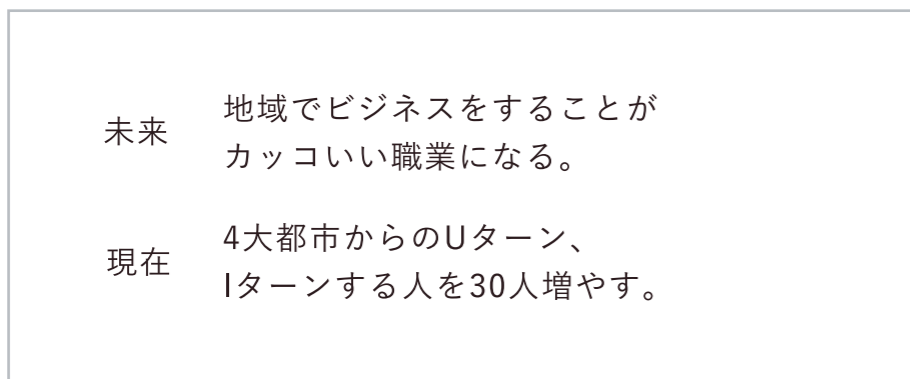 未来
地域でビジネスをすることが
カッコいい職業になる。
現在
4大都市からのUターン、
Iターンする人を30人増やす。